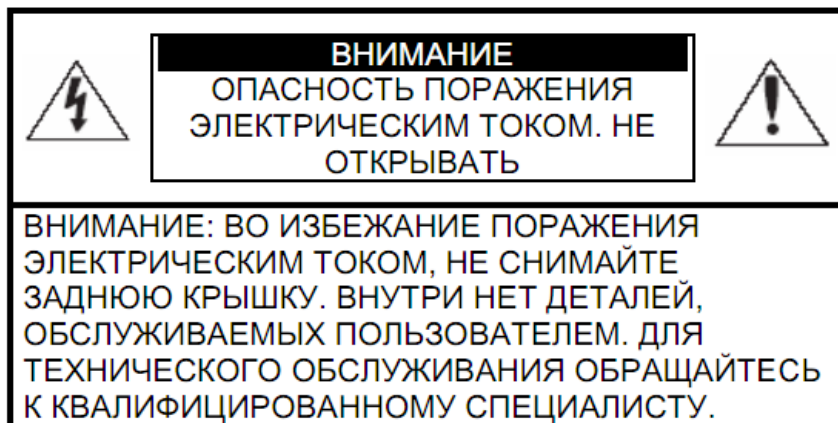 ВНИМАНИЕ
ОПАСНОСТЬ ПОРАЖЕНИЯ
ЭЛЕКТРИЧЕСКИМ ТОКОМ. НЕ
ОТКРЫВАТЬ
ВНИМАНИЕ: ВО ИЗБЕЖАНИЕ ПОРАЖЕНИЯ
ЭЛЕКТРИЧЕСКИМ ТОКОМ, НЕ СНИМАЙТЕ
ЗАДНЮЮ КРЫШКУ. ВНУТРИ НЕТ ДЕТАЛЕЙ,
ОБСЛУЖИВАЕМЫХ ПОЛЬЗОВАТЕЛЕМ. ДЛЯ
ТЕХНИЧЕСКОГО ОБСЛУЖИВАНИЯ ОБРАЩАЙТЕСЬ
К КВАЛИФИЦИРОВАННОМУ СПЕЦИАЛИСТУ.